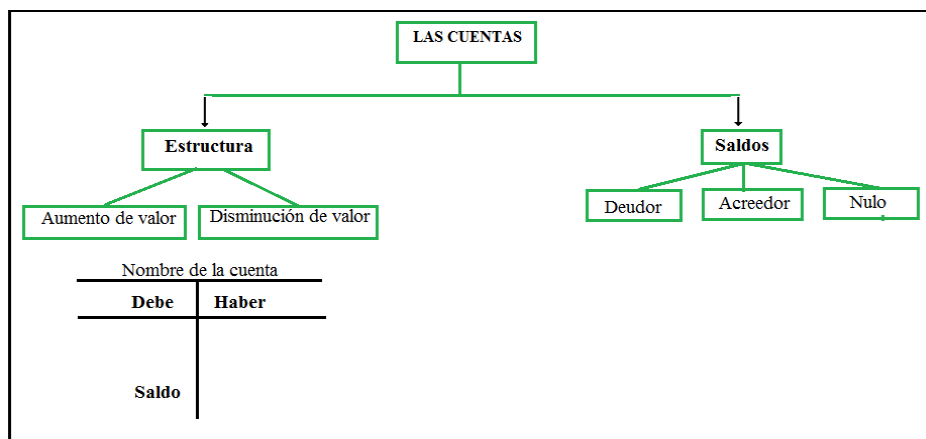 LAS CUENTAS
Estructura
Saldos
Aumento de valor
Disminución de valor
Deudor
Acreedor
Nulo
Nombre de la cuenta
Debe
Haber
Saldo